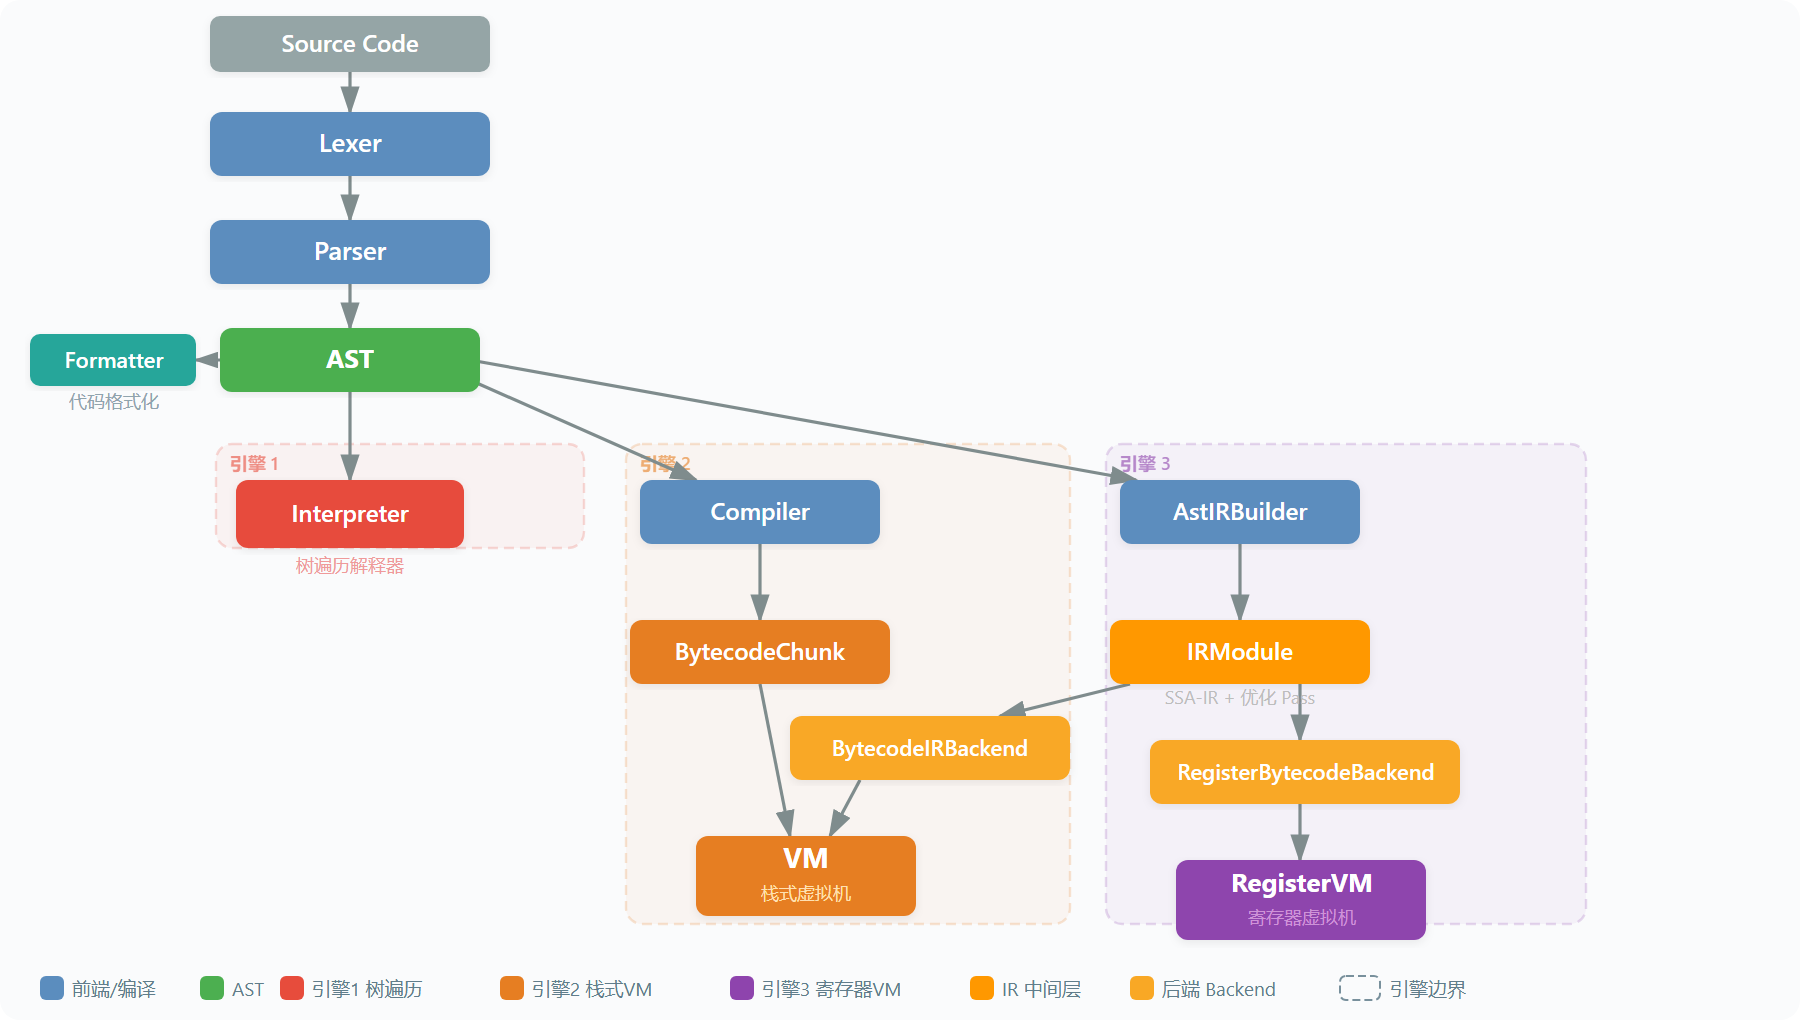 Source Code
Lexer
Parser
AST
Formatter
代码格式化
引擎 1
Interpreter
树遍历解释器
引擎 2
Compiler
BytecodeChunk
BytecodeIRBackend
VM
栈式虚拟机
引擎 3
AstIRBuilder
IRModule
SSA-IR + 优化 Pass
RegisterBytecodeBackend
RegisterVM
寄存器虚拟机
前端/编译
AST
引擎1 树遍历
引擎2 栈式VM
引擎3 寄存器VM
IR 中间层
后端 Backend
引擎边界